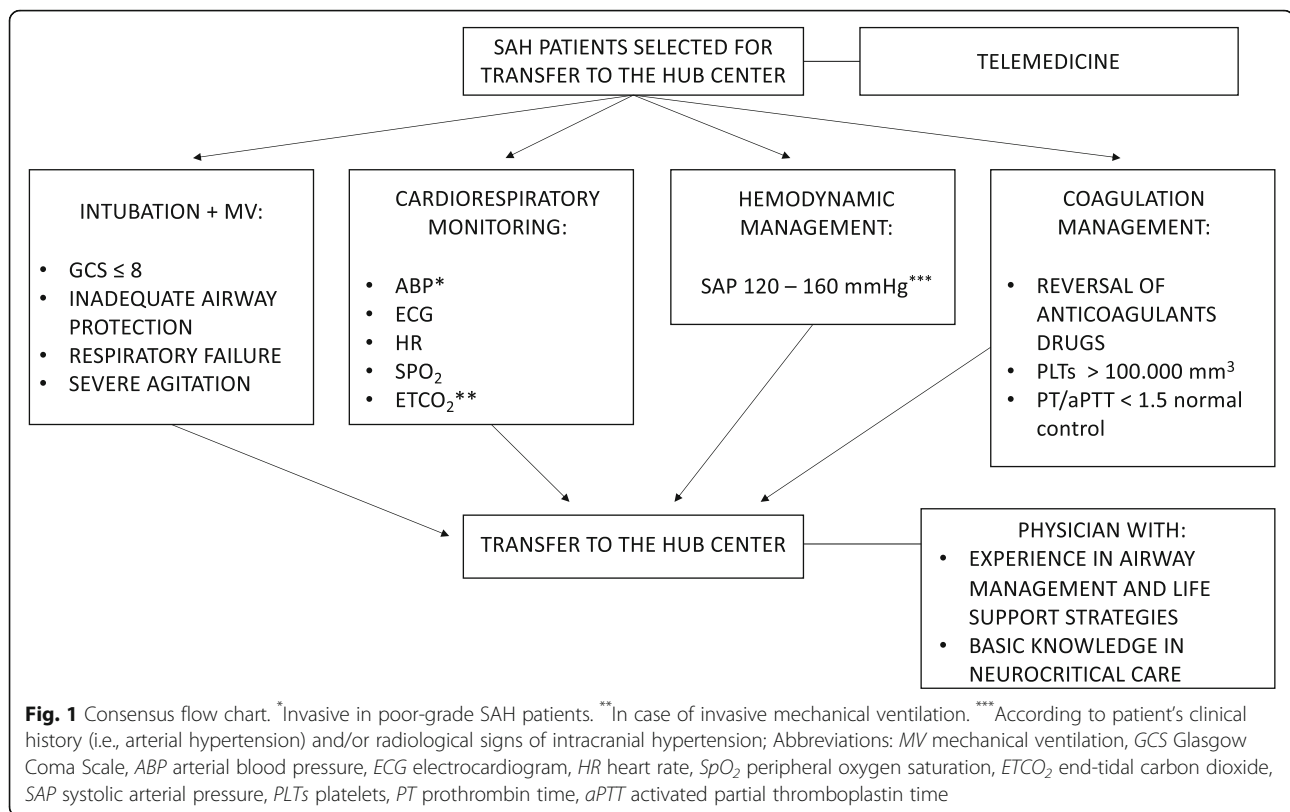 SAH PATIENTS SELECTED FOR
TRANSFER TO THE HUB CENTER
TELEMEDICINE
INTUBATION + MV:
• GCS ≤ 8
• INADEQUATE AIRWAY
PROTECTION
• RESPIRATORY FAILURE
• SEVERE AGITATION
CARDIORESPIRATORY
MONITORING:
• ABP*
• ECG
• HR
• SPO₂
• ETCO₂**
HEMODYNAMIC
MANAGEMENT:
SAP 120 – 160 mmHg***
COAGULATION
MANAGEMENT:
• REVERSAL OF
ANTICOAGULANTS
DRUGS
• PLTs > 100.000 mm³
• PT/aPTT < 1.5 normal
control
TRANSFER TO THE HUB CENTER
PHYSICIAN WITH:
• EXPERIENCE IN AIRWAY
MANAGEMENT AND LIFE
SUPPORT STRATEGIES
• BASIC KNOWLEDGE IN
NEUROCRITICAL CARE
Fig. 1 Consensus flow chart. *Invasive in poor-grade SAH patients. **In case of invasive mechanical ventilation. ***According to patient's clinical
history (i.e., arterial hypertension) and/or radiological signs of intracranial hypertension; Abbreviations: MV mechanical ventilation, GCS Glasgow
Coma Scale, ABP arterial blood pressure, ECG electrocardiogram, HR heart rate, SpO₂ peripheral oxygen saturation, ETCO₂ end-tidal carbon dioxide,
SAP systolic arterial pressure, PLTs platelets, PT prothrombin time, aPTT activated partial thromboplastin time